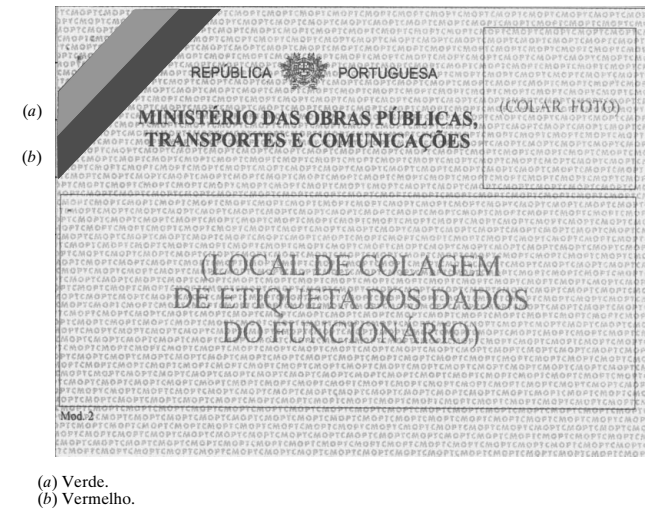 REPÚBLICA PORTUGUESA
MINISTÉRIO DAS OBRAS PÚBLICAS,
TRANSPORTES E COMUNICAÇÕES
(COLAR FOTO)
(a)
(b)
(LOCAL DE COLAGEM
DE ETIQUETA DOS DADOS
DO FUNCIONÁRIO)
Mod. 2
(a) Verde.
(b) Vermelho.